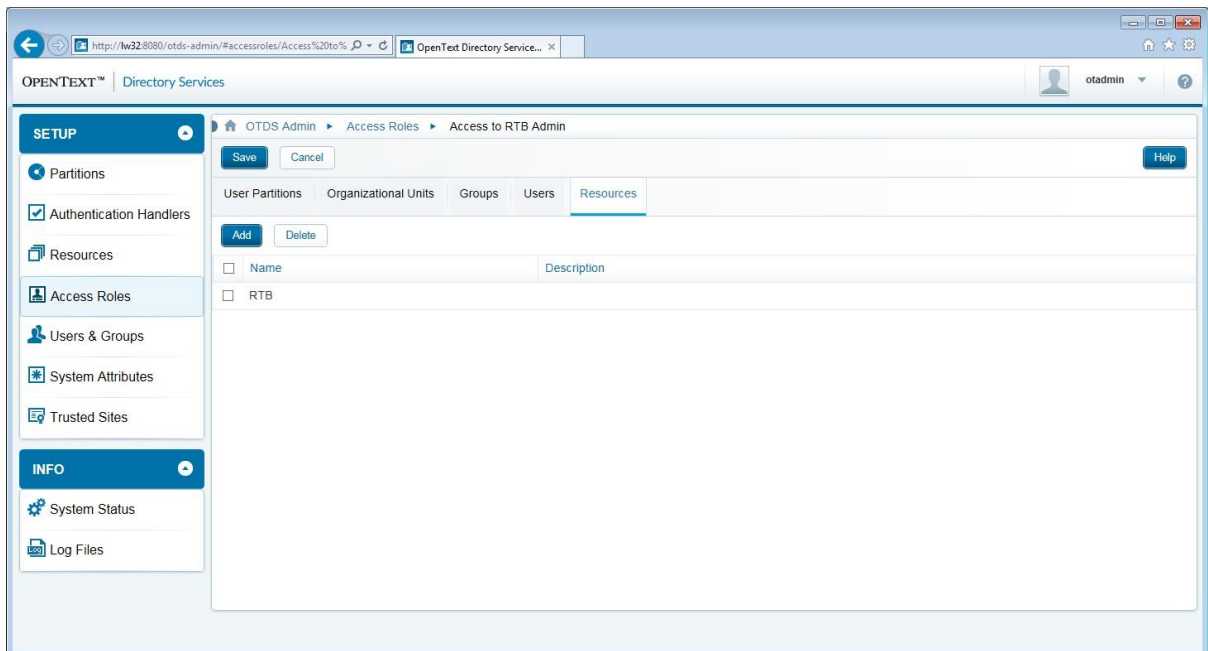 http://lw32:8080/otds-admin/#accessroles/Access%20to%
OpenText Directory Service... ×
OPENTEXT™ | Directory Services
otadmin
SETUP
Partitions
Authentication Handlers
Resources
Access Roles
Users & Groups
System Attributes
Trusted Sites
INFO
System Status
Log Files
OTDS Admin ▸ Access Roles ▸ Access to RTB Admin
Save Cancel Help
User Partitions Organizational Units Groups Users Resources
Add Delete
Name Description
RTB